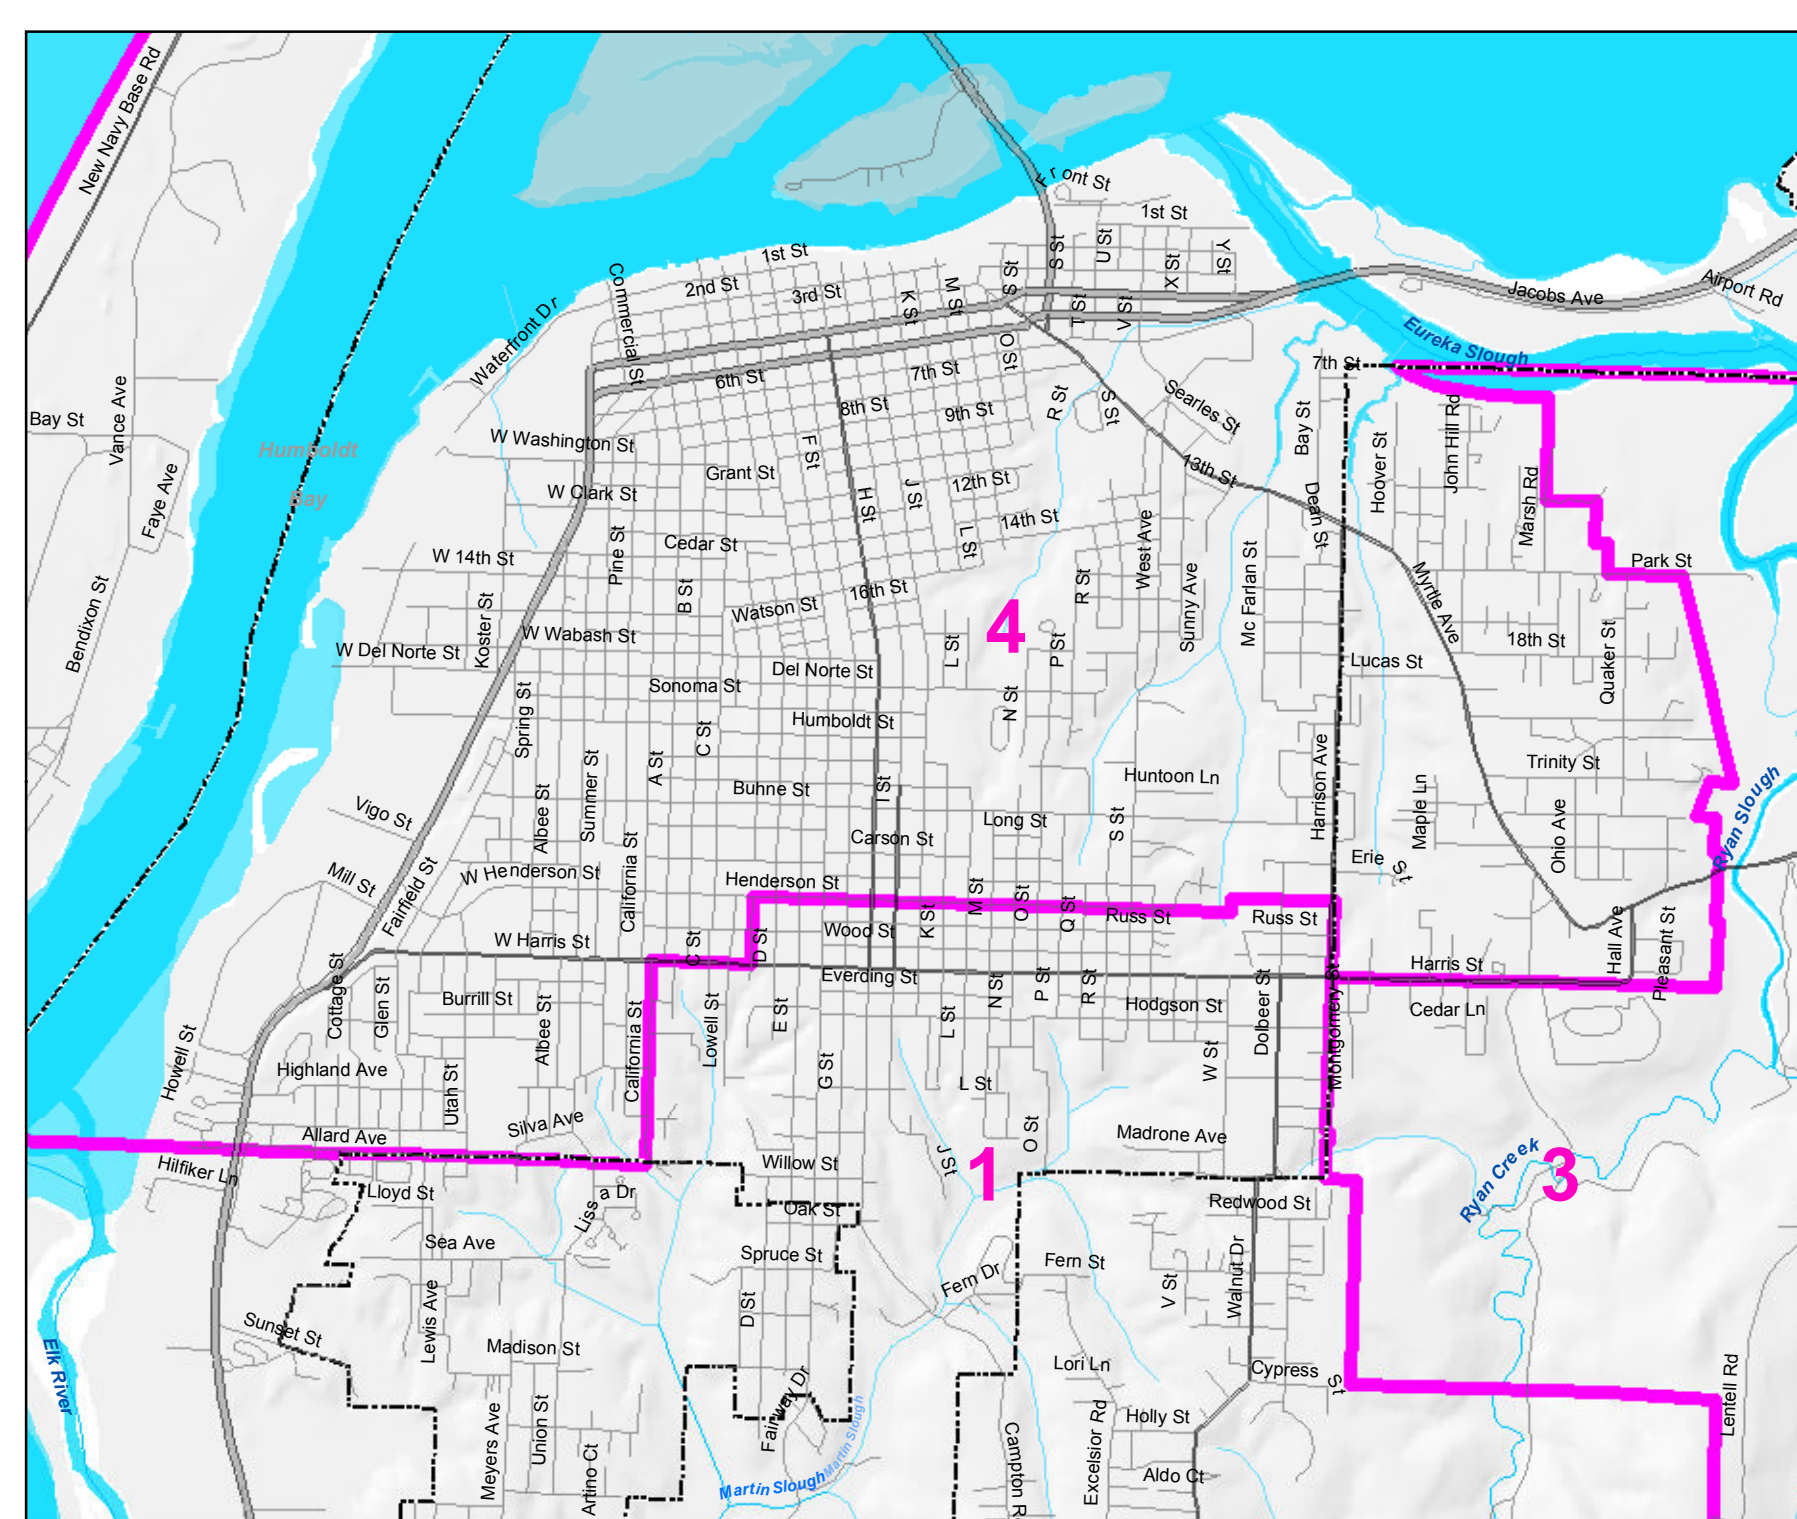 New Navy Base Rd
Front St
1st St
S St
U St
X St
Y St
1st St
2nd St
3rd St
Commercial St
K St
M St
S St
T St
V St
Jacobs Ave
Airport Rd
Waterfront Dr
Eureka Slough
7th St
O St
6th St
7th St
8th St
9th St
R St
S St
Searles St
Bay St
Vance Ave
Faye Ave
Humboldt
Bay
W Washington St
F St
Grant St
W Clark St
H St
J St
12th St
13th St
14th St
L St
Bay St
Hoover St
John Hill Rd
Marsh Rd
Dean St
Park St
W 14th St
Pine St
Cedar St
B St
Watson St
16th St
R St
West Ave
Sunny Ave
Mc Farlan St
Myrtle Ave
Bendixon St
Koster St
W Wabash St
W Del Norte St
Del Norte St
L St
4
P St
Lucas St
18th St
Quaker St
Sonoma St
N St
Humboldt St
Spring St
C St
A St
Summer St
Albee St
Buhne St
I St
Huntoon Ln
Harrison Ave
Maple Ln
Trinity St
Ohio Ave
Ryan Slough
Vigo St
California St
Carson St
Long St
S St
Erie St
Mill St
Fairfield St
W Henderson St
Henderson St
M St
O St
Q St
K St
Russ St
Russ St
W Harris St
C St
D St
Wood St
Everding St
Harris St
Hall Ave
Pleasant St
Cottage St
Glen St
Burrill St
Albee St
California St
Lowell St
E St
G St
L St
N St
P St
R St
Hodgson St
Dolbeer St
Montgomery St
Cedar Ln
Howell St
Highland Ave
Utah St
L St
W St
Silva Ave
Allard Ave
O St
Madrone Ave
Hilfiker Ln
Willow St
J St
1
Ryan Creek
3
Lloyd St
Lissa Dr
Oak St
Redwood St
Sea Ave
Spruce St
Fern Dr
Fern St
V St
Walnut Dr
Sunset St
Lewis Ave
D St
Madison St
Lori Ln
Cypress St
Lentell Rd
Elk River
Meyers Ave
Union St
Artino Ct
Fairway Dr
Martin Slough
Martin Slough
Campton R
Excelsior Rd
Holly St
Aldo Ct